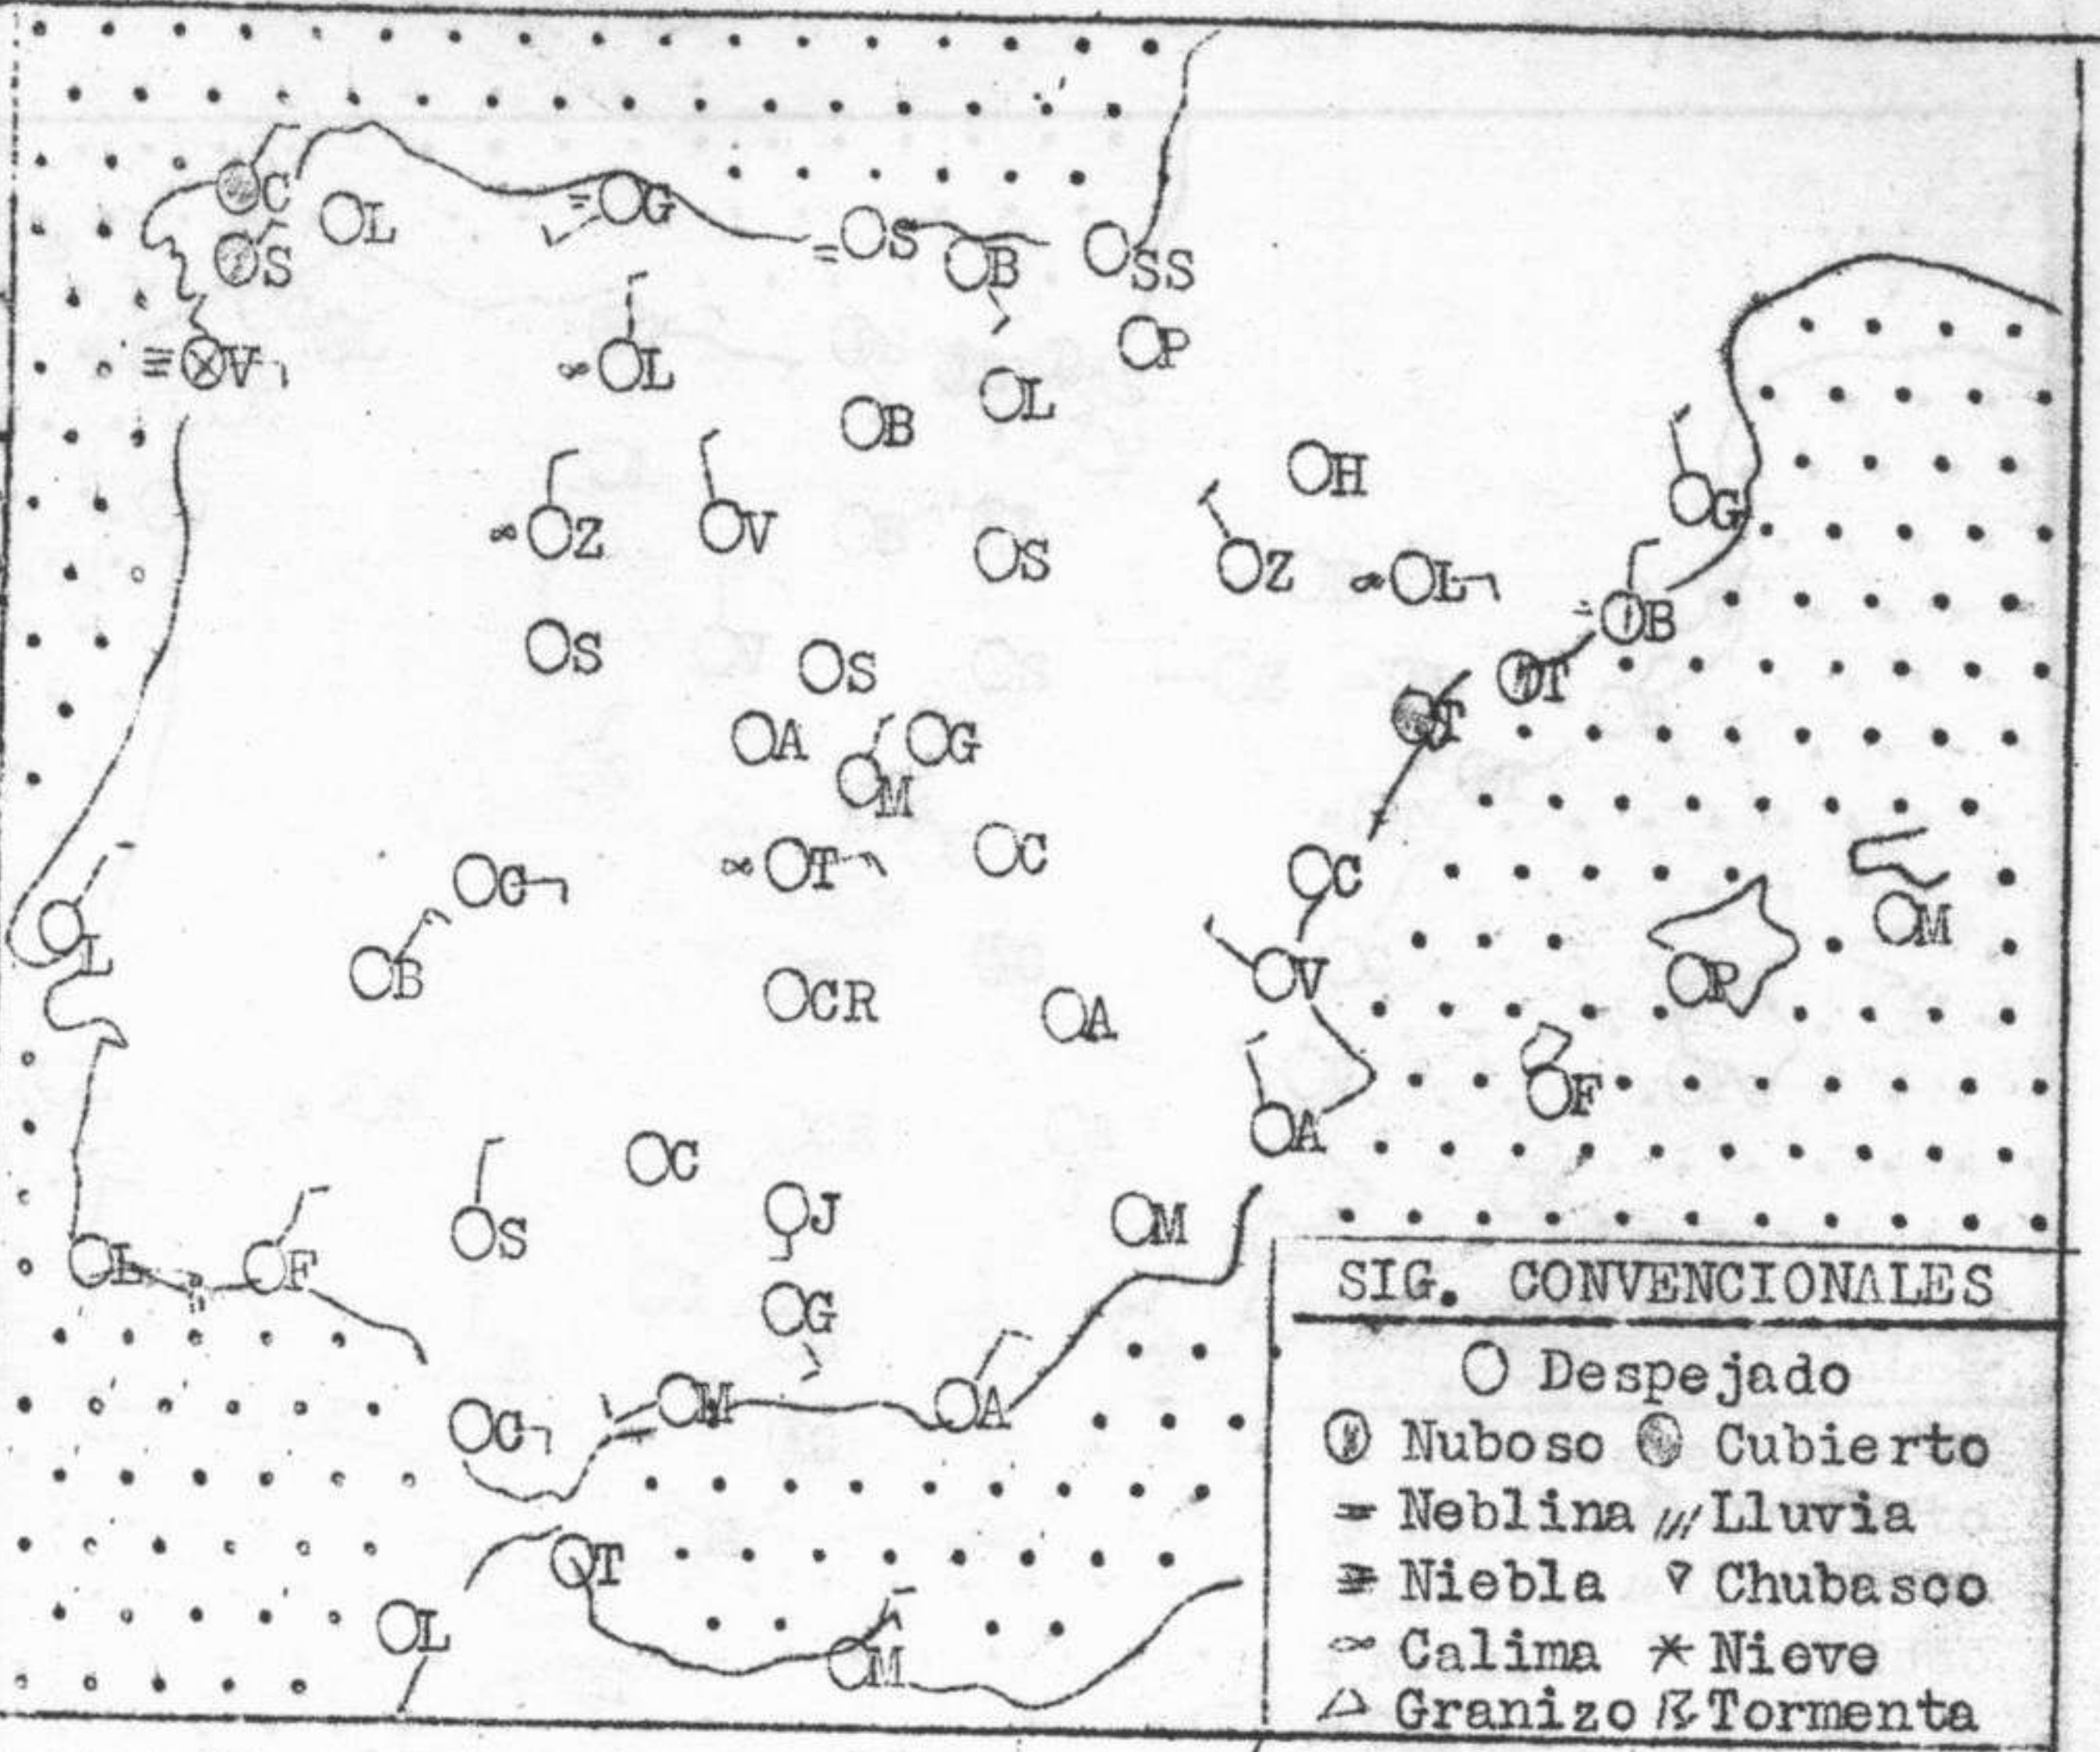 C
L
G
S
S
B
SS
V
L
P
L
B
H
G
Z
V
S
Z
L
B
S
S
T
A
G
T
M
C
T
C
C
M
L
B
V
P
CR
A
F
A
C
S
J
M
L
F
G
M
A
C
T
L
M
SIG. CONVENCIONALES
Despejado
Nuboso Cubierto
Neblina Lluvia
Niebla Chubasco
Calima Nieve
Granizo Tormenta